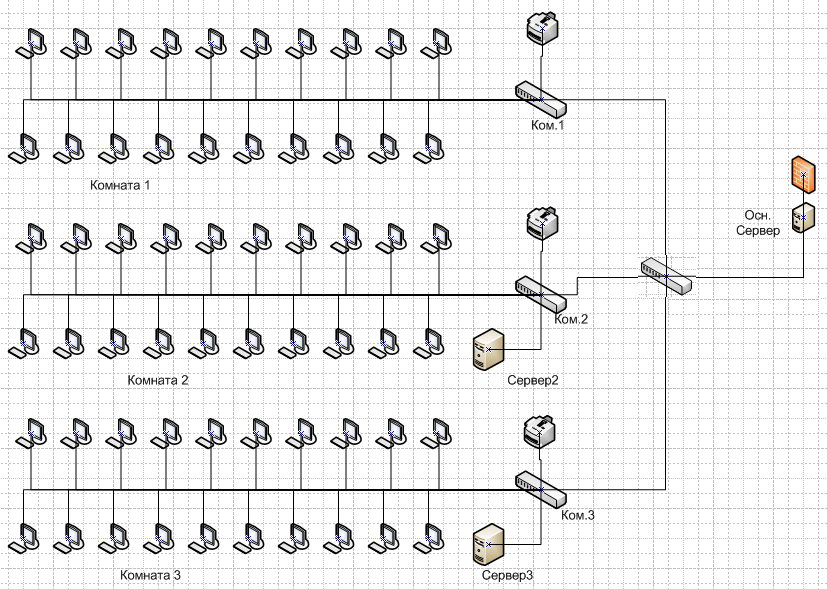 Ком.1
Комната 1
Осн.
Сервер
Ком.2
Комната 2
Сервер2
Ком.3
Комната 3
Сервер3